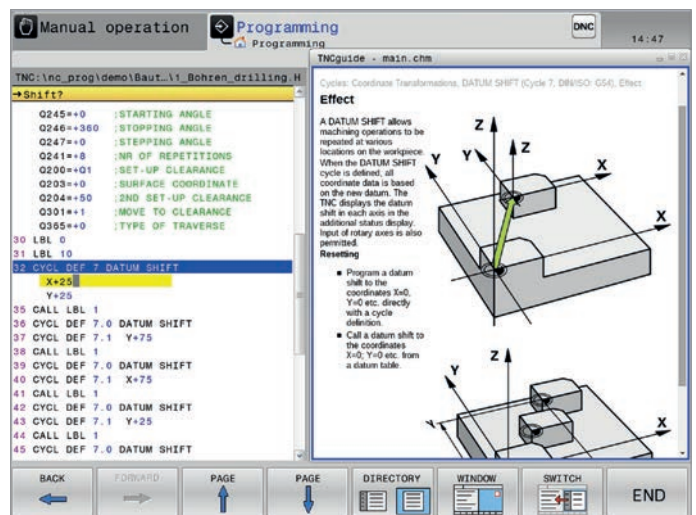 Manual operation
Programming
Programming
DNC
14:47
TNC:\nc_prog\demo\Baut…\1_Bohren_drilling.H
→Shift?
Q245=+0 ;STARTING ANGLE
Q246=+360 ;STOPPING ANGLE
Q247=+0 ;STEPPING ANGLE
Q241=+8 ;NR OF REPETITIONS
Q200=+Q1 ;SET-UP CLEARANCE
Q203=+0 ;SURFACE COORDINATE
Q204=+50 ;2ND SET-UP CLEARANCE
Q301=+1 ;MOVE TO CLEARANCE
Q365=+0 ;TYPE OF TRAVERSE
30 LBL 0
31 LBL 10
32 CYCL DEF 7 DATUM SHIFT
X+25
Y+25
35 CALL LBL 1
36 CYCL DEF 7.0 DATUM SHIFT
37 CYCL DEF 7.1 Y+75
38 CALL LBL 1
39 CYCL DEF 7.0 DATUM SHIFT
40 CYCL DEF 7.1 X+75
41 CALL LBL 1
42 CYCL DEF 7.0 DATUM SHIFT
43 CYCL DEF 7.1 Y+25
44 CALL LBL 1
45 CYCL DEF 7.0 DATUM SHIFT
TNCguide - main.chm
Cycles: Coordinate Transformations, DATUM SHIFT (Cycle 7, DIN/ISO: G54), Effect
Effect
A DATUM SHIFT allows
machining operations to be
repeated at various
locations on the workpiece.
When the DATUM SHIFT
cycle is defined, all
coordinate data is based
on the new datum. The
TNC displays the datum
shift in each axis in the
additional status display.
Input of rotary axes is also
permitted.
Resetting
■ Program a datum
shift to the
coordinates X=0,
Y=0 etc. directly
with a cycle
definition.
■ Call a datum shift to
the coordinates
X=0; Y=0 etc. from
a datum table.
Z
Z
Y
Y
X
X
Z
Y
X
Y
BACK
FORWARD
PAGE
PAGE
DIRECTORY
WINDOW
SWITCH
END